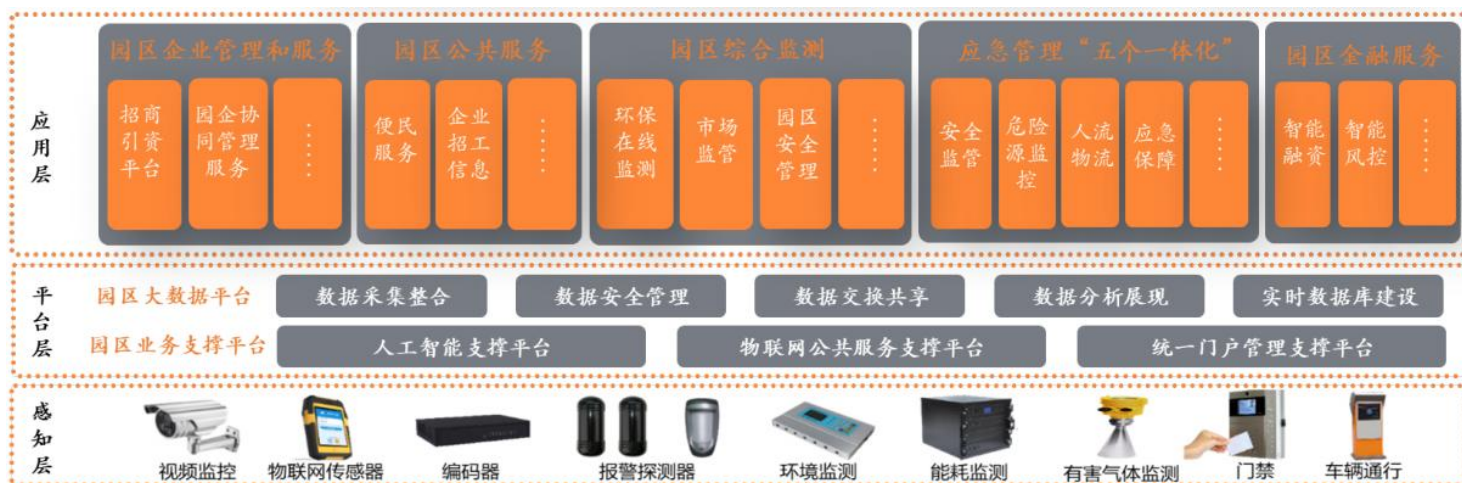 应用层
园区企业管理和服务
招商
引资
平台
园企协
同管理
服务
……
园区公共服务
便民
服务
企业
招工
信息
……
园区综合监测
环保
在线
监测
市场
监管
园区
安全
管理
……
应急管理“五个一体化”
安全
监管
危险
源监
控
人流
物流
应急
保障
……
园区金融服务
智能
融资
智能
风控
……
平台层
园区大数据平台
数据采集整合
数据安全管理
数据交换共享
数据分析展现
实时数据库建设
园区业务支撑平台
人工智能支撑平台
物联网公共服务支撑平台
统一门户管理支撑平台
感知层
视频监控
物联网传感器
编码器
报警探测器
环境监测
能耗监测
有害气体监测
门禁
车辆通行